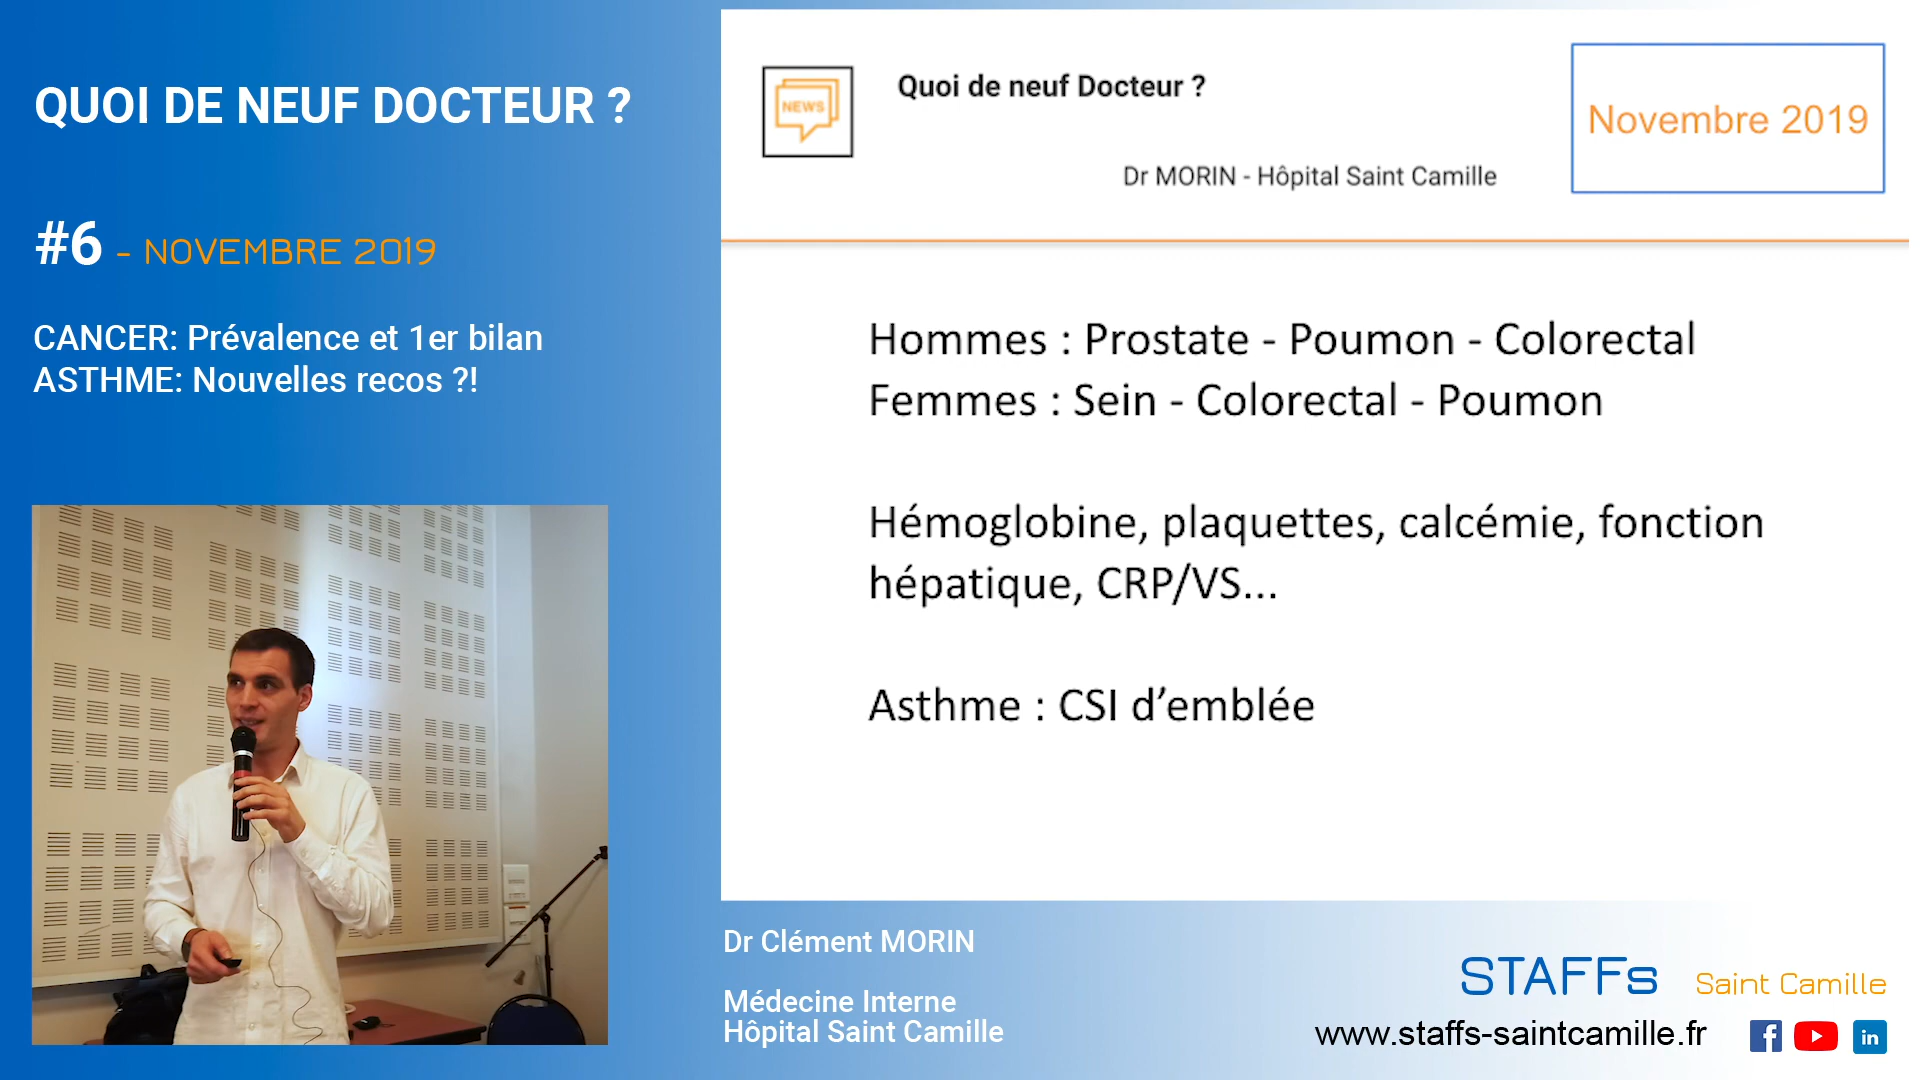 QUOI DE NEUF DOCTEUR ?
#6 - NOVEMBRE 2019
CANCER: Prévalence et 1er bilan
ASTHME: Nouvelles recos ?!
NEWS
Quoi de neuf Docteur ?
Dr MORIN - Hôpital Saint Camille
Novembre 2019
Hommes : Prostate - Poumon - Colorectal
Femmes : Sein - Colorectal - Poumon
Hémoglobine, plaquettes, calcémie, fonction
hépatique, CRP/VS...
Asthme : CSI d’emblée
Dr Clément MORIN
Médecine Interne
Hôpital Saint Camille
STAFFs Saint Camille
www.staffs-saintcamille.fr
f
in